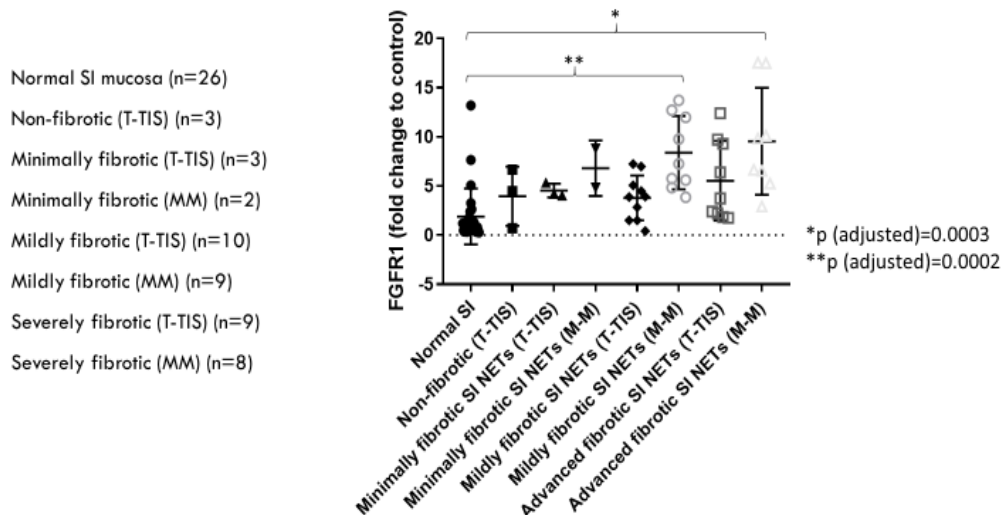 Normal SI mucosa (n=26)
Non-fibrotic (T-TIS) (n=3)
Minimally fibrotic (T-TIS) (n=3)
Minimally fibrotic (MM) (n=2)
Mildly fibrotic (T-TIS) (n=10)
Mildly fibrotic (MM) (n=9)
Severely fibrotic (T-TIS) (n=9)
Severely fibrotic (MM) (n=8)
FGFR1 (fold change to control)
20
15
10
5
0
-5
*
**
Normal SI
Non-fibrotic (T-TIS)
Minimally fibrotic SI NETs (T-TIS)
Minimally fibrotic SI NETs (M-M)
Mildly fibrotic SI NETs (T-TIS)
Mildly fibrotic SI NETs (M-M)
Advanced fibrotic SI NETs (T-TIS)
Advanced fibrotic SI NETs (M-M)
*p (adjusted)=0.0003
**p (adjusted)=0.0002